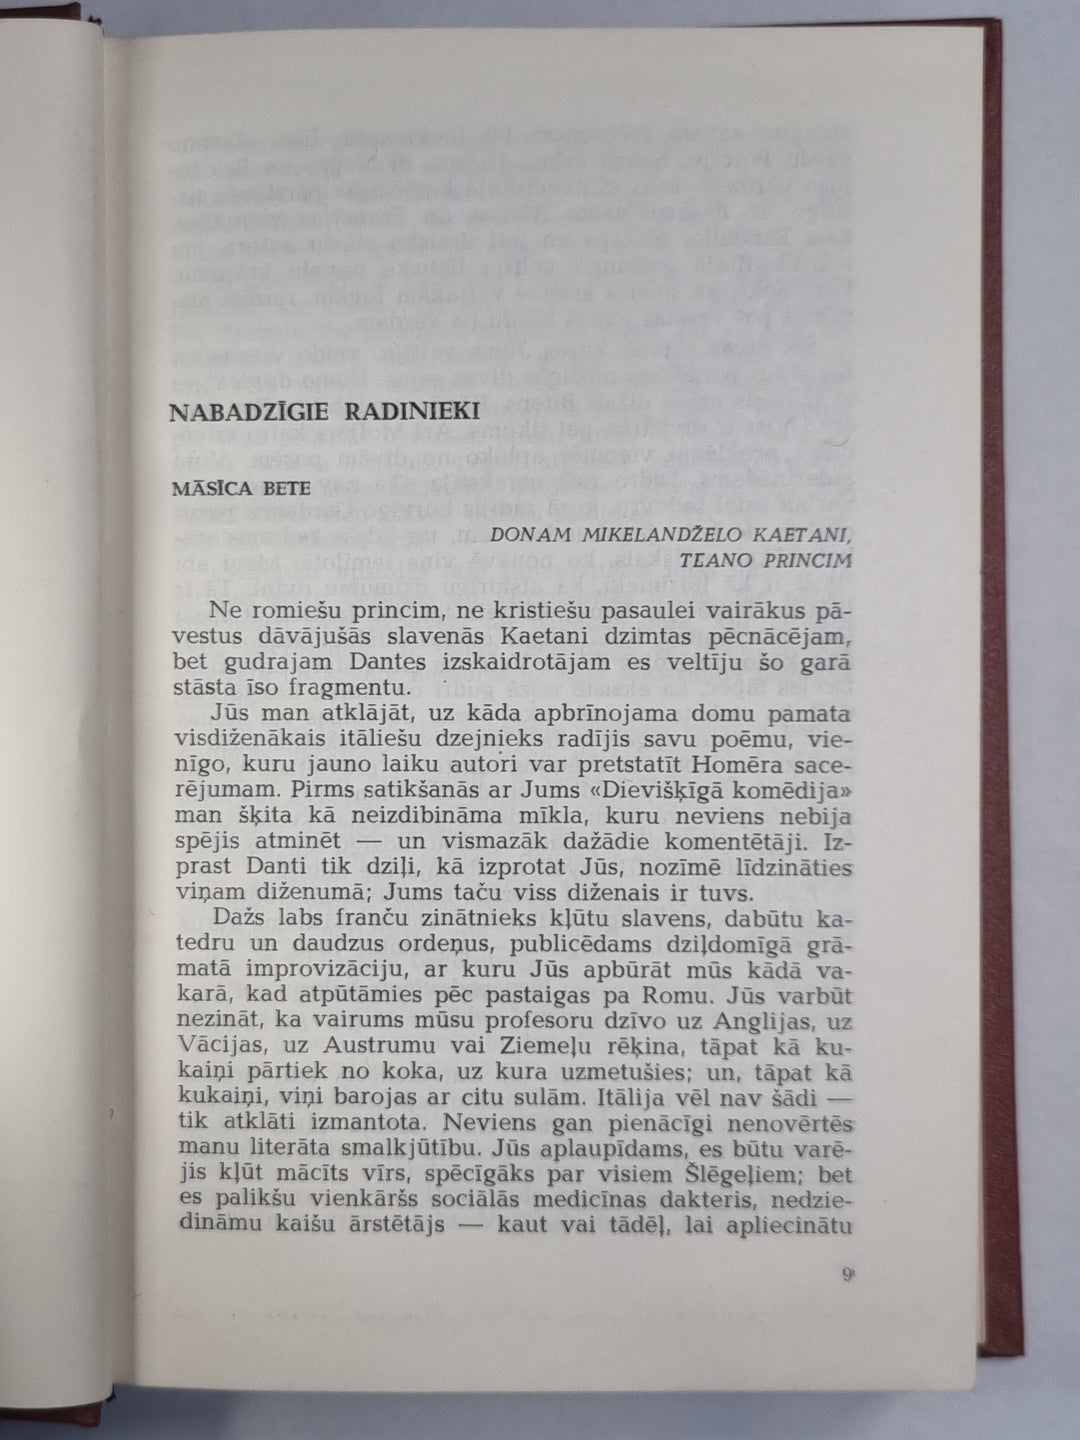 NABADZĪGIE RADINIEKI
MĀSĪCA BETE
DONAM MIKELANDŽELO KAETANI,
TEANO PRINCIM
Ne romiešu princim, ne kristiešu pasaulei vairākus pā-
vestus dāvājušās slavenās Kaetani dzimtas pēcnācējam,
bet gudrajam Dantes izskaidrotājam es veltīju šo garā
stāsta īso fragmentu.
Jūs man atklājāt, uz kāda apbrīnojama domu pamata
visdiženākais itāliešu dzejnieks radījis savu poēmu, vie-
nīgo, kuru jauno laiku autori var pretstatīt Homēra sace-
rējumam. Pirms satikšanās ar Jums «Dievišķīgā komēdija»
man šķita kā neizdibināma mīkla, kuru neviens nebija
spējis atminēt — un vismazāk dažādie komentētāji. Iz-
prast Danti tik dziļi, kā izprotat Jūs, nozīmē līdzināties
viņam diženumā; Jums taču viss diženais ir tuvs.
Dažs labs franču zinātnieks kļūtu slavens, dabūtu ka-
tedru un daudzus ordeņus, publicēdams dziļdomīgā grā-
matā improvizāciju, ar kuru Jūs apbūrāt mūs kādā va-
karā, kad atpūtāmies pēc pastaigas pa Romu. Jūs varbūt
nezināt, ka vairums mūsu profesoru dzīvo uz Anglijas, uz
Vācijas, uz Austrumu vai Ziemeļu rēķina, tāpat kā ku-
kaiņi pārtiek no koka, uz kura uzmetušies; un, tāpat kā
kukaiņi, viņi barojas ar citu sulām. Itālija vēl nav šādi —
tik atklāti izmantota. Neviens gan pienācīgi nenovērtēs
manu literāta smalkjūtību. Jūs aplaupīdams, es būtu varē-
jis kļūt mācīts vīrs, spēcīgāks par visiem Šlēgeļiem; bet
es palikšu vienkāršs sociālās medicīnas dakteris, nedzie-
dināmu kaišu ārstētājs — kaut vai tādēļ, lai apliecinātu
9